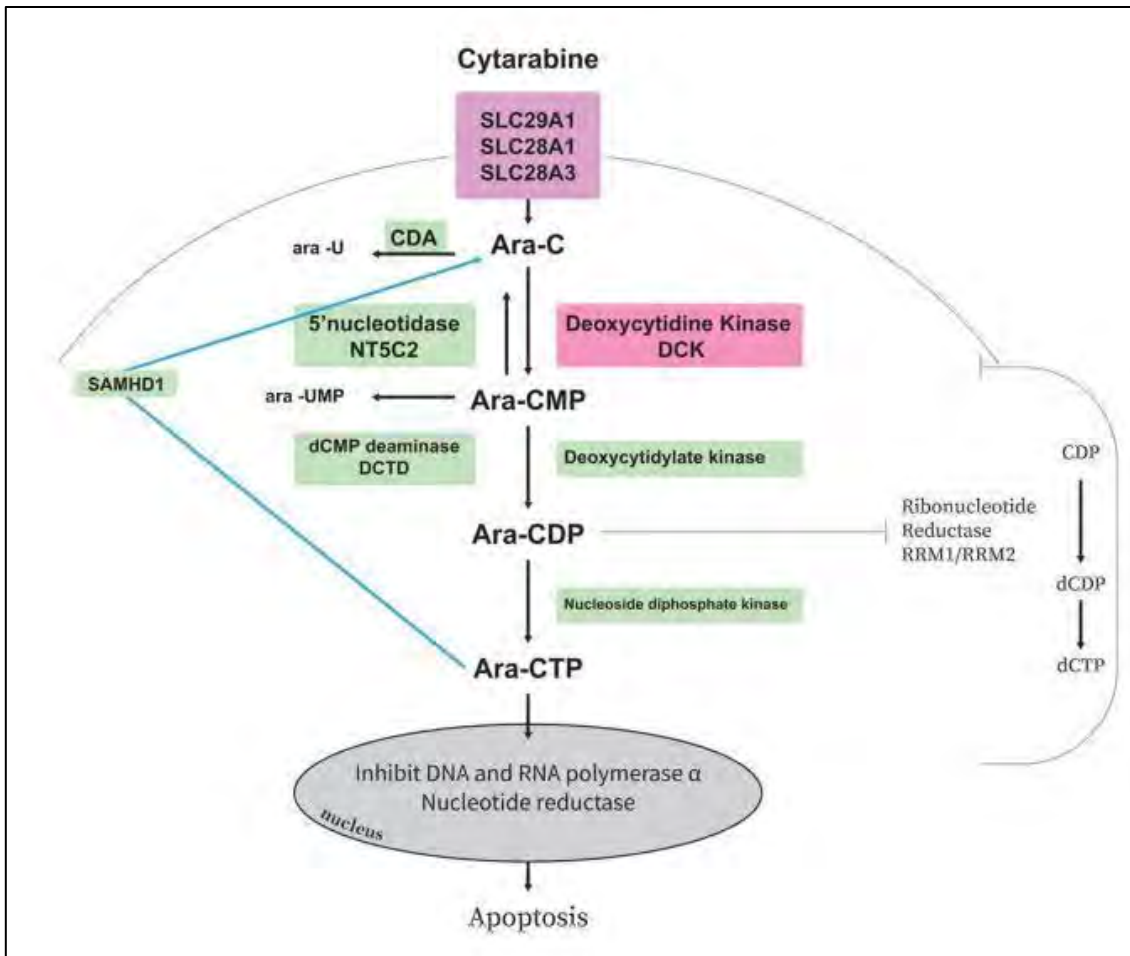 Cytarabine
SLC29A1
SLC28A1
SLC28A3
ara -U
CDA
Ara-C
5’nucleotidase
NT5C2
Deoxycytidine Kinase
DCK
SAMHD1
ara -UMP
Ara-CMP
dCMP deaminase
DCTD
Deoxycytidylate kinase
CDP
Ribonucleotide
Reductase
RRM1/RRM2
Ara-CDP
dCDP
Nucleoside diphosphate kinase
Ara-CTP
dCTP
Inhibit DNA and RNA polymerase α
Nucleotide reductase
nucleus
Apoptosis